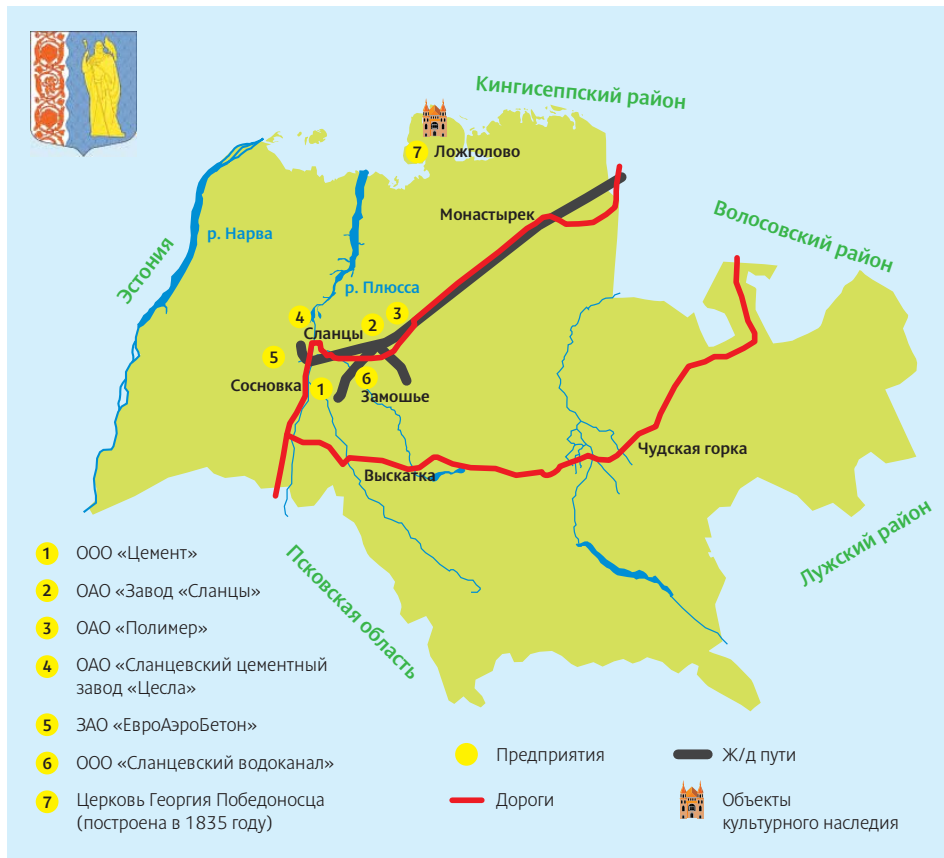 Кингисеппский район
7 Ложголово
Монастырек
Волосовский район
Эстония
р. Нарва
р. Плюсса
4
3
2
Сланцы
5
Сосновка
1
6
Замошье
Чудская горка
Выскатка
Лужский район
Псковская область
1 ООО «Цемент»
2 ОАО «Завод «Сланцы»
3 ОАО «Полимер»
4 ОАО «Сланцевский цементный
завод «Цесла»
5 ЗАО «ЕвроАэроБетон»
6 ООО «Сланцевский водоканал»
7 Церковь Георгия Победоносца
(построена в 1835 году)
Предприятия
Ж/д пути
Дороги
Объекты
культурного наследия